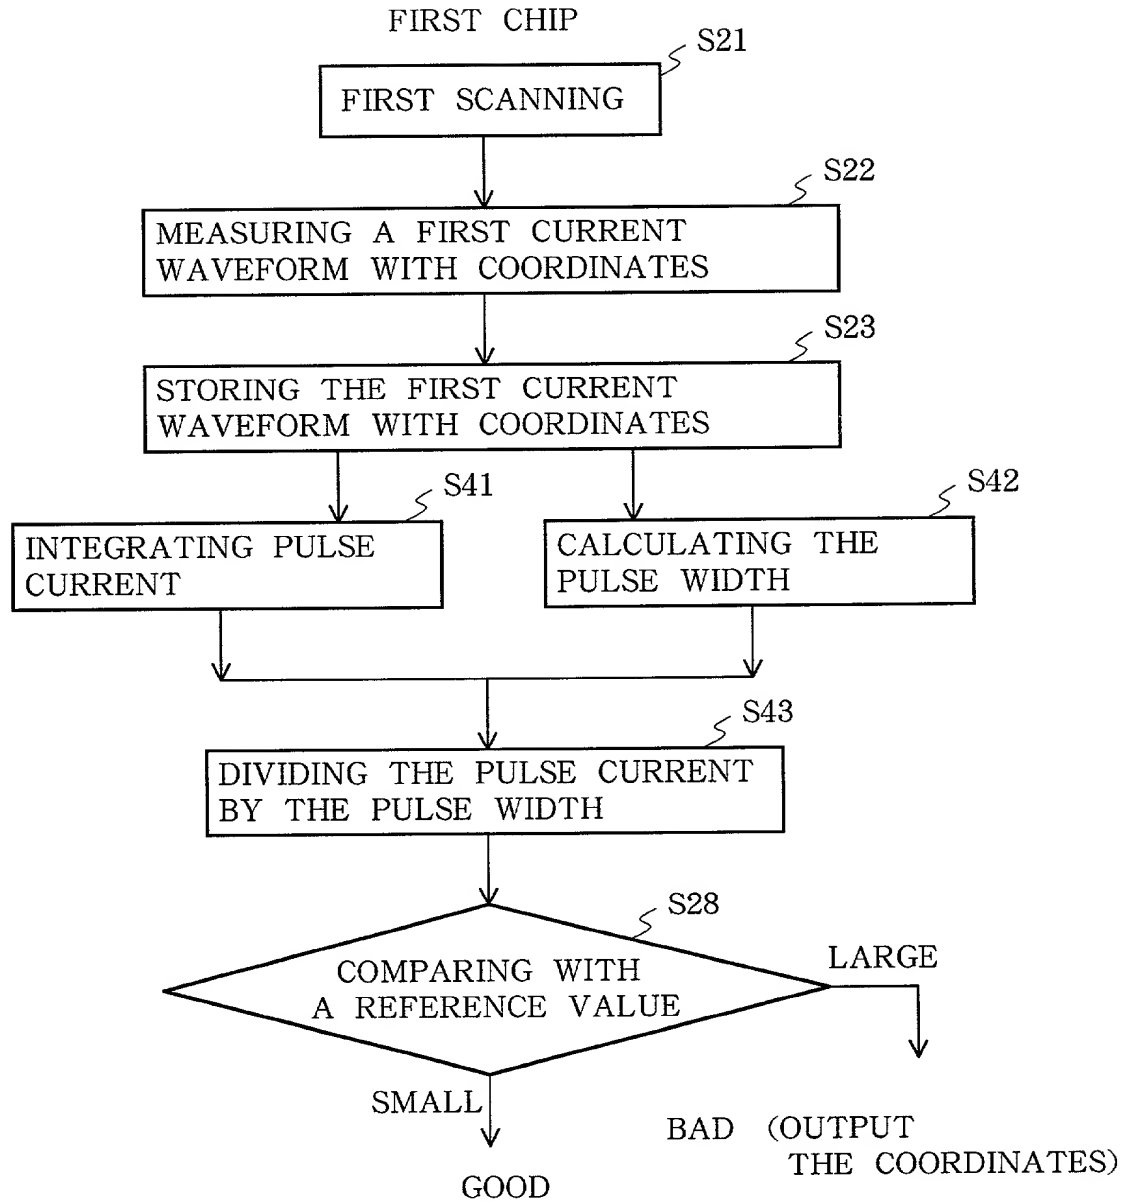 FIRST CHIP
S21
FIRST SCANNING
S22
MEASURING A FIRST CURRENT
WAVEFORM WITH COORDINATES
S23
STORING THE FIRST CURRENT
WAVEFORM WITH COORDINATES
S41
INTEGRATING PULSE
CURRENT
S42
CALCULATING THE
PULSE WIDTH
S43
DIVIDING THE PULSE CURRENT
BY THE PULSE WIDTH
S28
COMPARING WITH
A REFERENCE VALUE
LARGE
SMALL
BAD (OUTPUT
THE COORDINATES)
GOOD